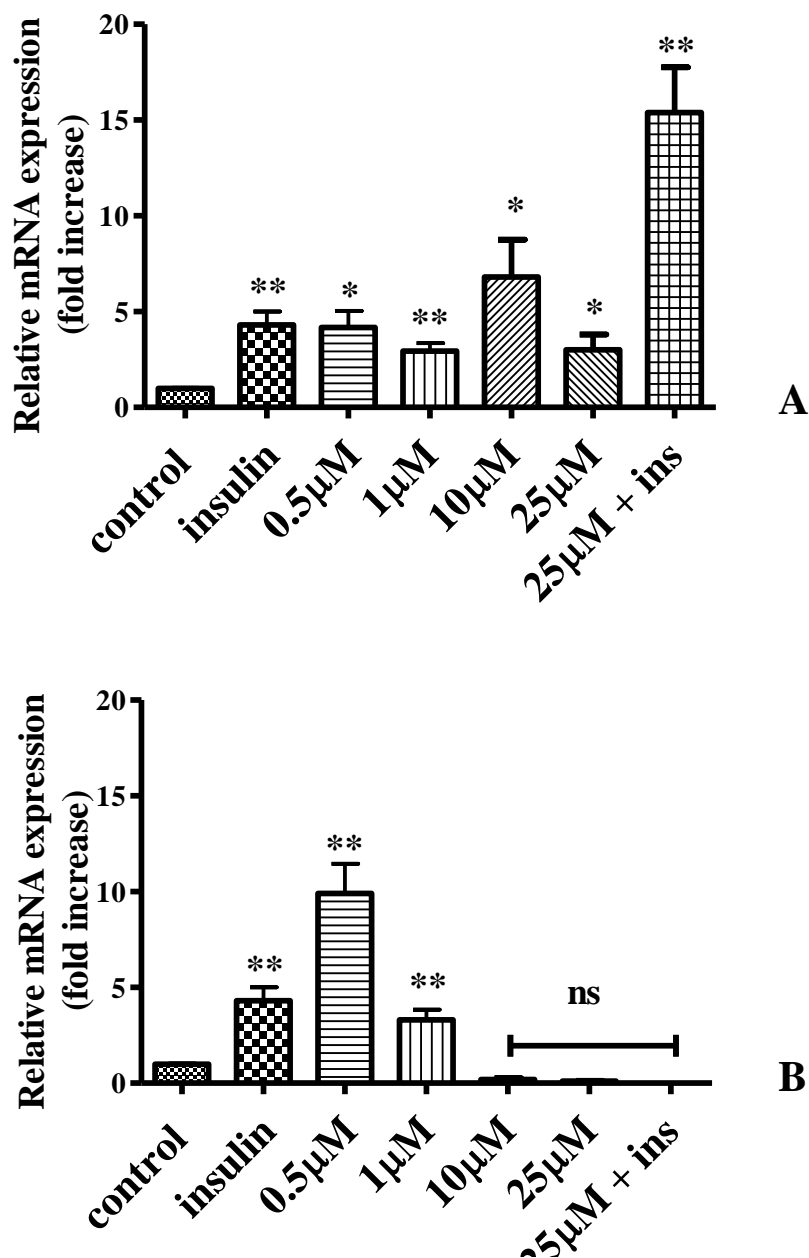 Relative mRNA expression
(fold increase)
20
15
10
5
0
**
*
**
*
*
**
control
insulin
0.5µM
1µM
10µM
25µM
25µM + ins
A
Relative mRNA expression
(fold increase)
20
15
10
5
0
**
**
**
ns
control
insulin
0.5µM
1µM
10µM
25µM
25µM + ins
B